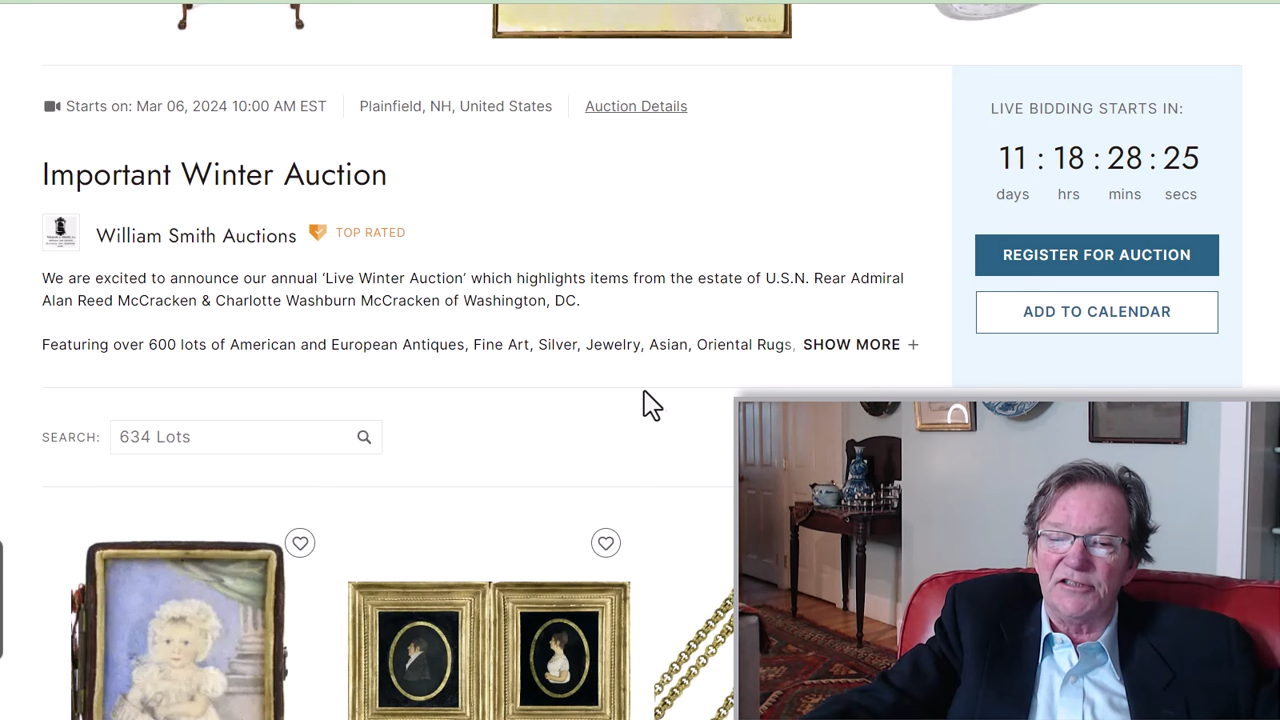 W. Kahn
Starts on: Mar 06, 2024 10:00 AM EST
Plainfield, NH, United States
Auction Details
LIVE BIDDING STARTS IN:
11 : 18 : 28 : 25
days hrs mins secs
Important Winter Auction
William Smith Auctions
TOP RATED
REGISTER FOR AUCTION
We are excited to announce our annual ‘Live Winter Auction’ which highlights items from the estate of U.S.N. Rear Admiral
Alan Reed McCracken & Charlotte Washburn McCracken of Washington, DC.
ADD TO CALENDAR
Featuring over 600 lots of American and European Antiques, Fine Art, Silver, Jewelry, Asian, Oriental Rugs, SHOW MORE +
SEARCH: 634 Lots